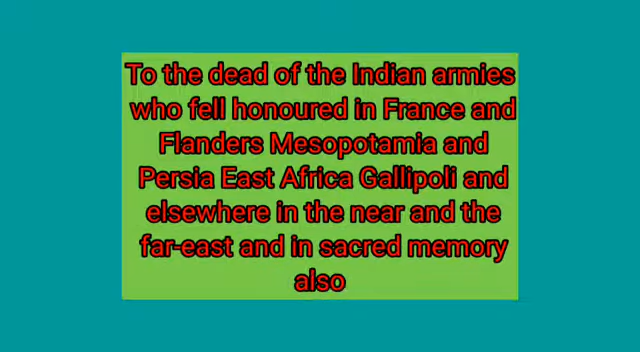 To the dead of the Indian armies
who fell honoured in France and
Flanders Mesopotamia and
Persia East Africa Gallipoli and
elsewhere in the near and the
far-east and in sacred memory
also